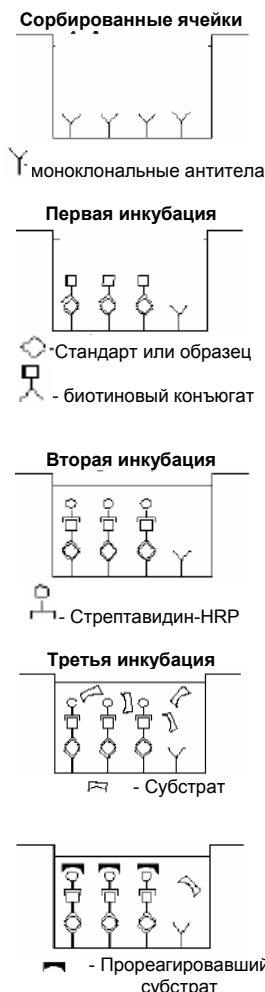 Сорбированные ячейки
моноклональные антитела
Первая инкубация
-Стандарт или образец
- биотиновый конъюгат
Вторая инкубация
- Стрептавидин-HRP
Третья инкубация
- Субстрат
- Прореагировавший
субстрат